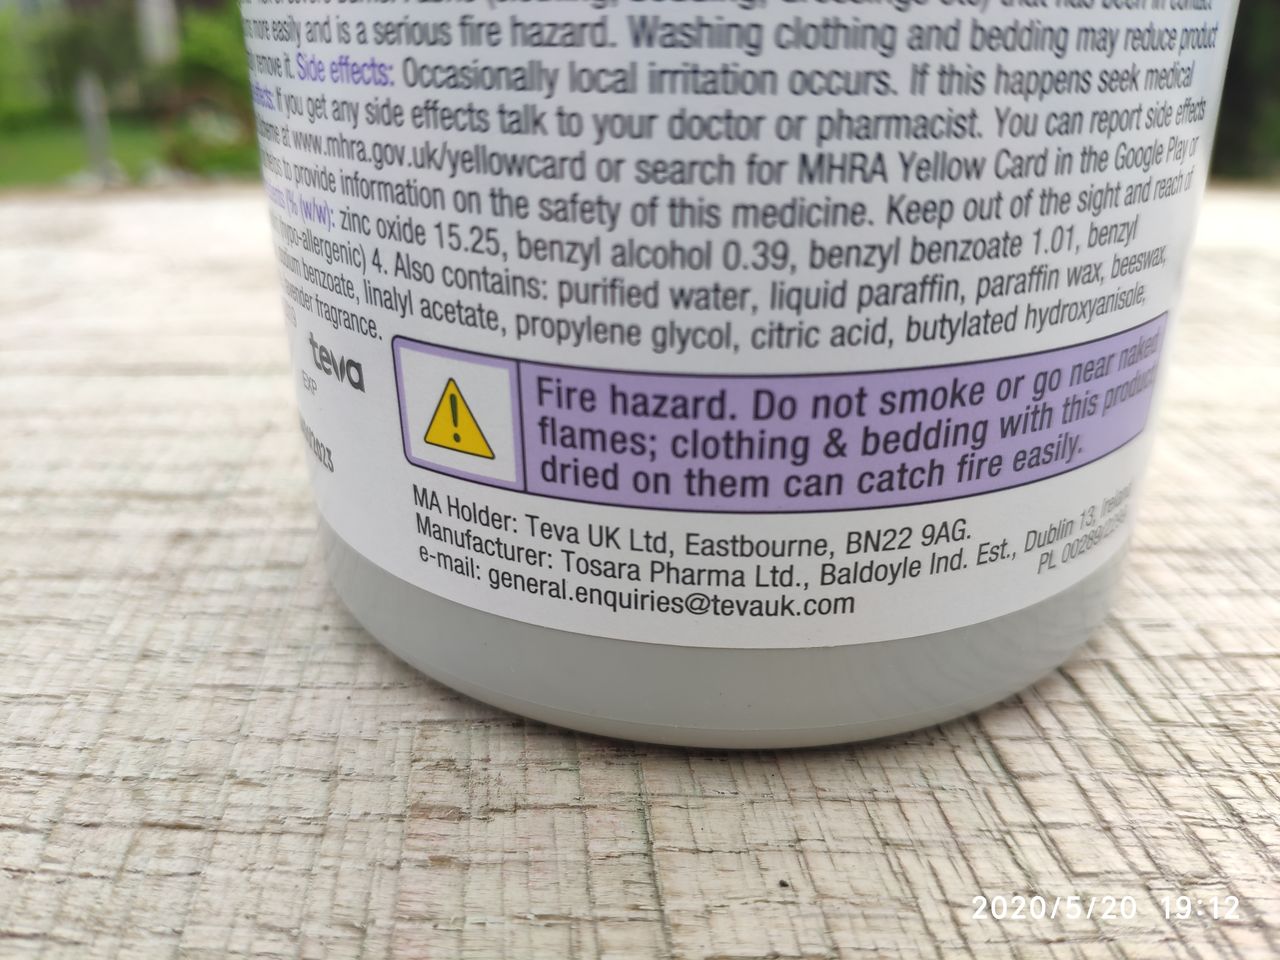 more easily and is a serious fire hazard. Washing clothing and bedding may reduce product
remove it. Side effects: Occasionally local irritation occurs. If this happens seek medical
If you get any side effects talk to your doctor or pharmacist. You can report side effects
at www.mhra.gov.uk/yellowcard or search for MHRA Yellow Card in the Google Play or
to provide information on the safety of this medicine. Keep out of the sight and reach of
(% (w/w): zinc oxide 15.25, benzyl alcohol 0.39, benzyl benzoate 1.01, benzyl
(hypo-allergenic) 4. Also contains: purified water, liquid paraffin, paraffin wax, beeswax,
benzoate, linalyl acetate, propylene glycol, citric acid, butylated hydroxyanisole,
fragrance.
teva
EXP
2023
Fire hazard. Do not smoke or go near naked
flames; clothing & bedding with this product
dried on them can catch fire easily.
MA Holder: Teva UK Ltd, Eastbourne, BN22 9AG.
Manufacturer: Tosara Pharma Ltd., Baldoyle Ind. Est., Dublin 13, Ireland
e-mail: general.enquiries@tevauk.com
PL
2020/5/20 19:12